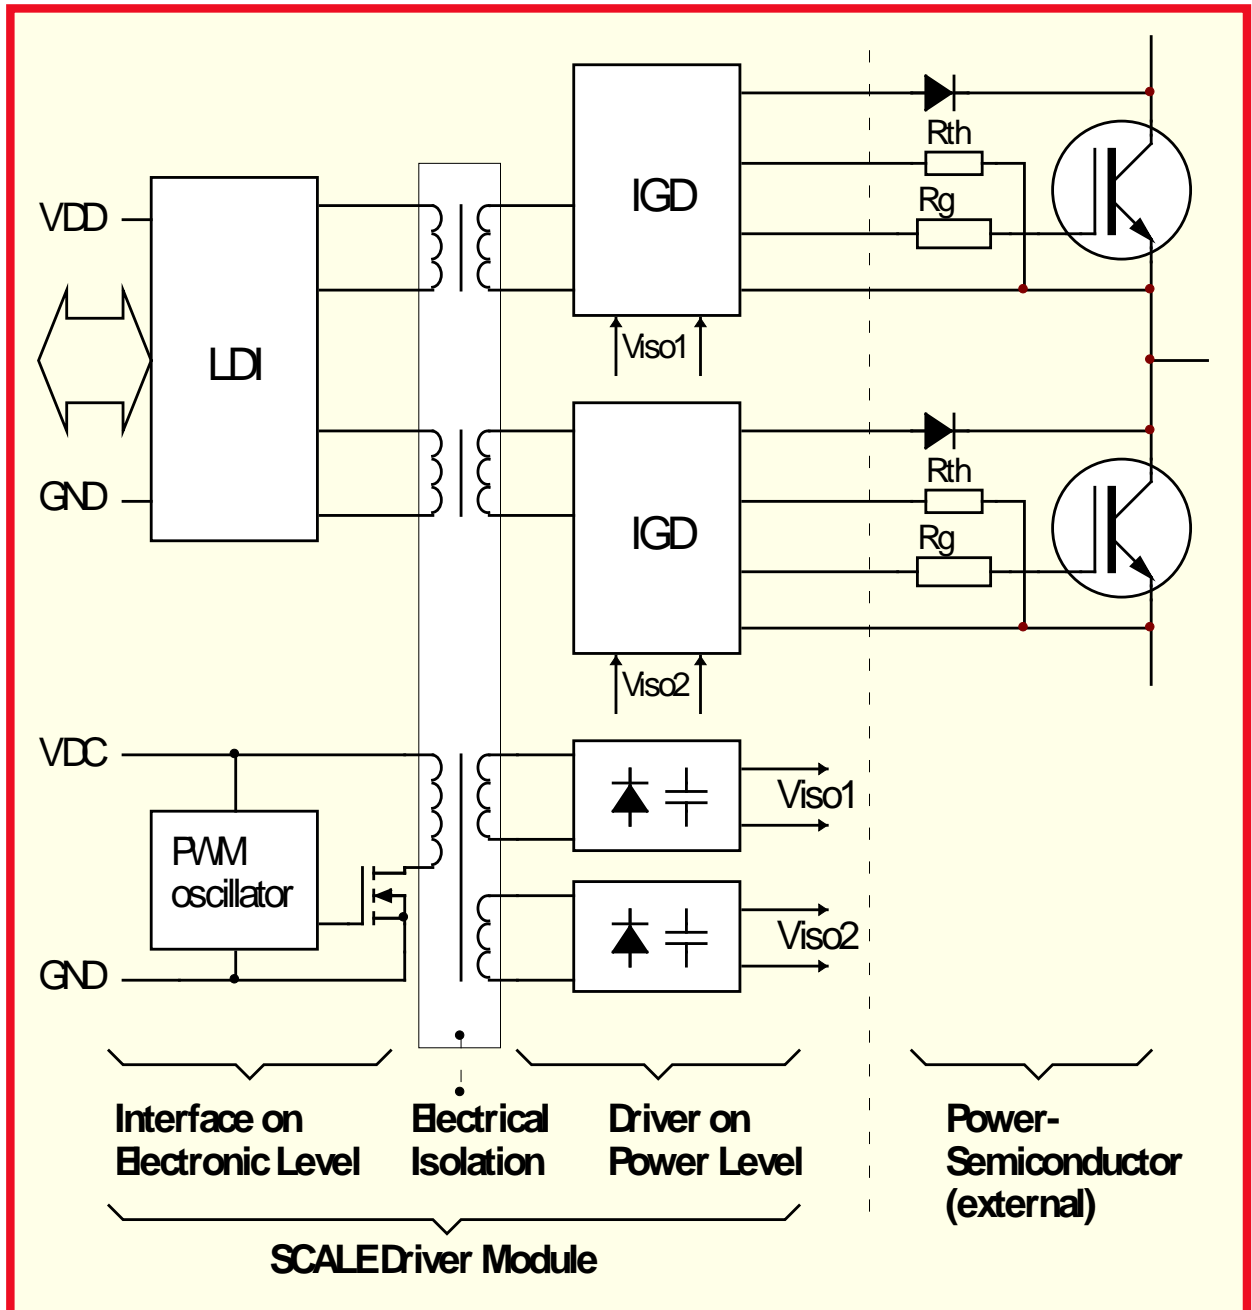 IGD
Rth
Rg
VDD
Viso1
LDI
GND
IGD
Rth
Rg
Viso2
VDC
Viso1
PWM
oscillator
Viso2
GND
Interface on
Electronic Level
Electrical
Isolation
Driver on
Power Level
Power-
Semiconductor
(external)
SCALE Driver Module